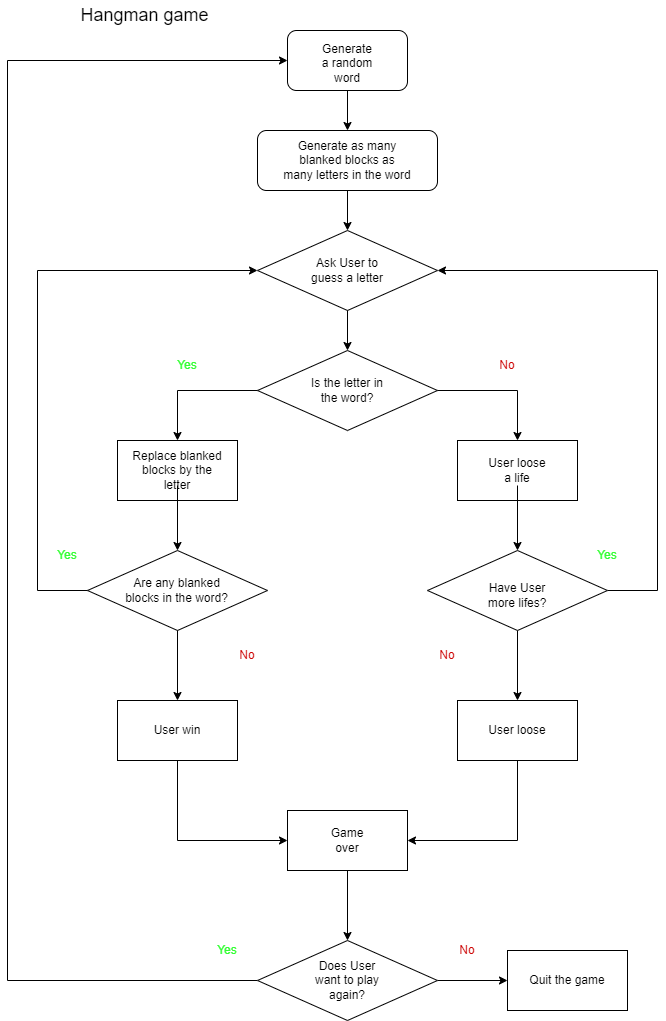 Hangman game
Generate
a random
word
Generate as many
blanked blocks as
many letters in the word
Ask User to
guess a letter
Yes
No
Is the letter in
the word?
Replace blanked
blocks by the
letter
User loose
a life
Yes
Yes
Are any blanked
blocks in the word?
Have User
more lifes?
No
No
User win
User loose
Game
over
Yes
No
Does User
want to play
again?
Quit the game